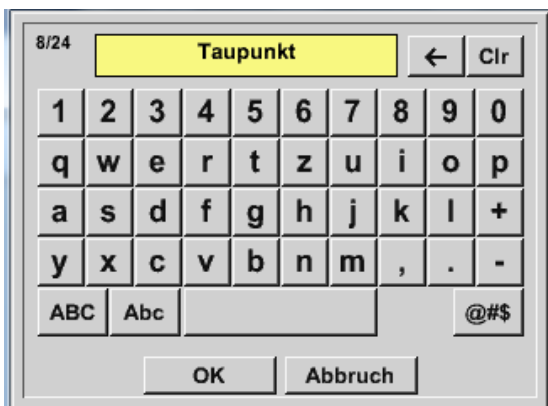 8/24 Taupunkt ← Clr
1 2 3 4 5 6 7 8 9 0
q w e r t z u i o p
a s d f g h j k l +
y x c v b n m , . -
ABC Abc @#$
OK Abbruch